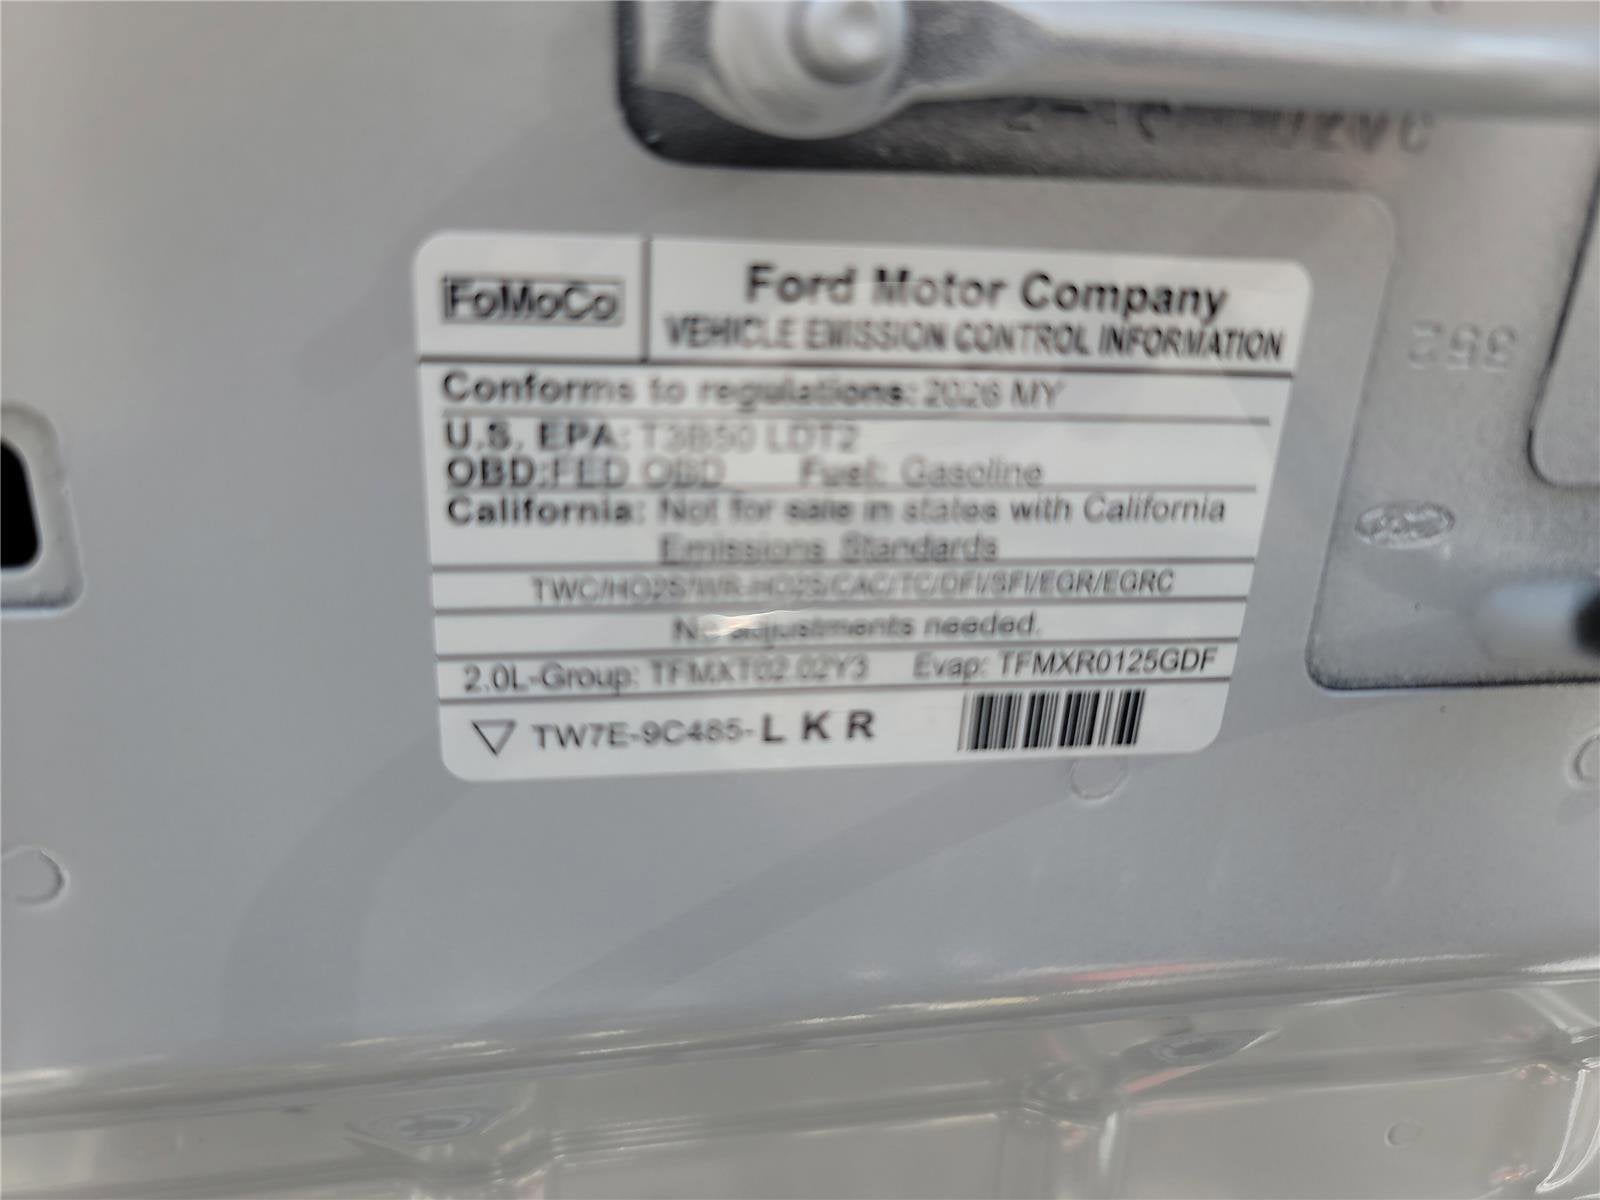 FoMoCo
Ford Motor Company
VEHICLE EMISSION CONTROL INFORMATION
Conforms to regulations: 2026 MY
U.S. EPA: T3B50 LDT2
OBD:FED OBD Fuel: Gasoline
California: Not for sale in states with California
Emissions Standards
TWC/HO2S/WR-HO2S/CAC/TC/DFI/SFI/EGR/EGRC
No adjustments needed.
2.0L-Group: TFMXT02.02Y3 Evap: TFMXR0125GDF
TW7E-9C485-L K R
352